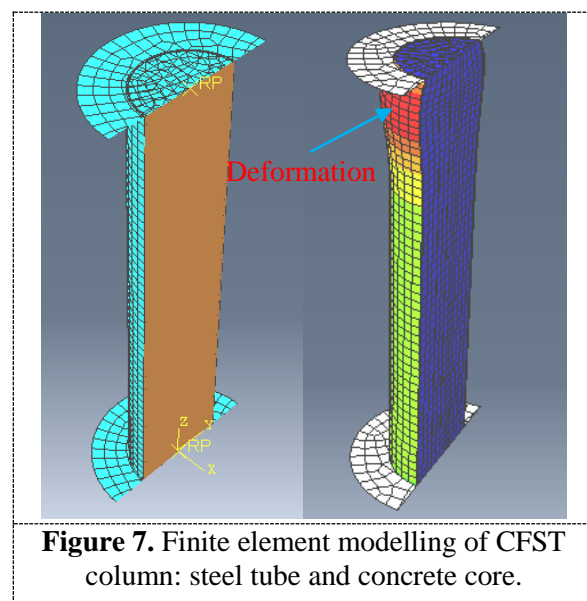 RP
Deformation
z
Y
RP
X
Figure 7. Finite element modelling of CFST
column: steel tube and concrete core.